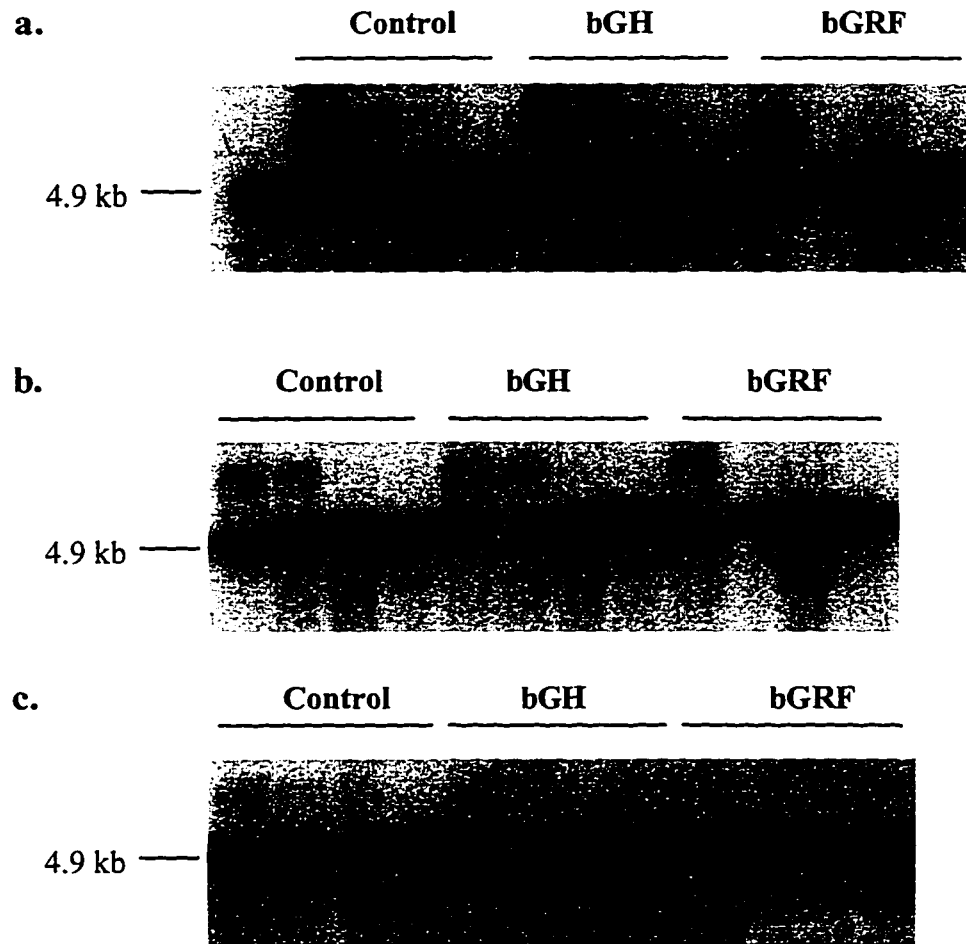 a.
Control bGH bGRF
4.9 kb
b.
Control bGH bGRF
4.9 kb
c.
Control bGH bGRF
4.9 kb